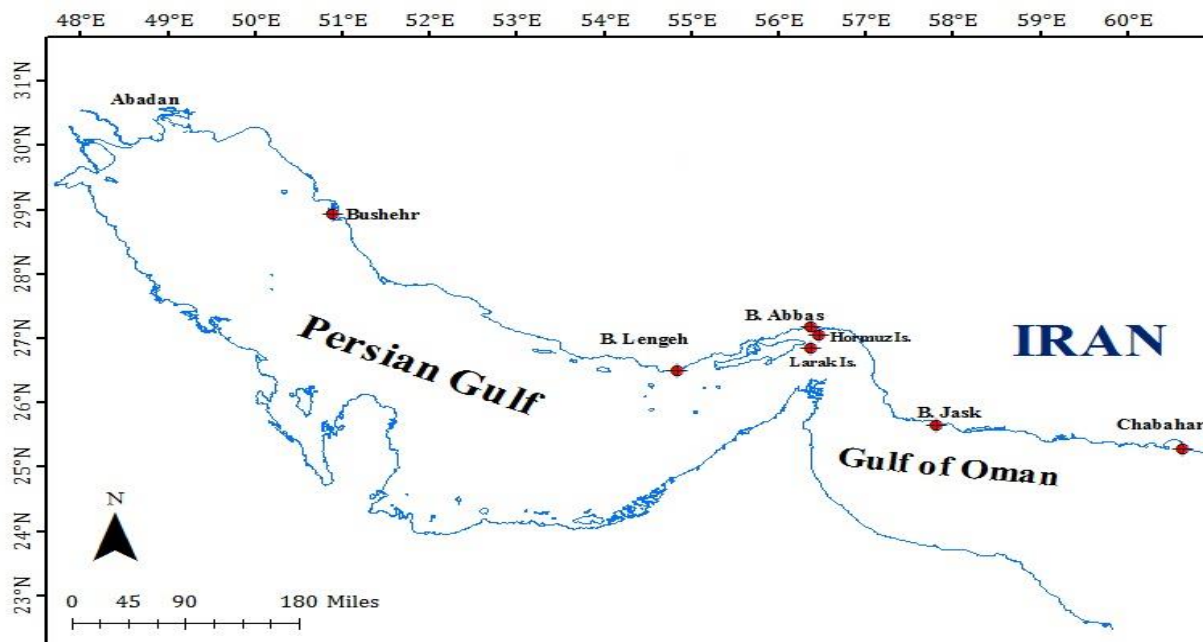 48°E 49°E 50°E 51°E 52°E 53°E 54°E 55°E 56°E 57°E 58°E 59°E 60°E
31°N
Abadan
30°N
29°N
Bushehr
28°N
27°N
B. Abbas
Hormuz Is.
B. Lengeh
Larak Is.
IRAN
Persian Gulf
26°N
B. Jask
Chabahar
25°N
Gulf of Oman
N
24°N
23°N
0 45 90 180 Miles